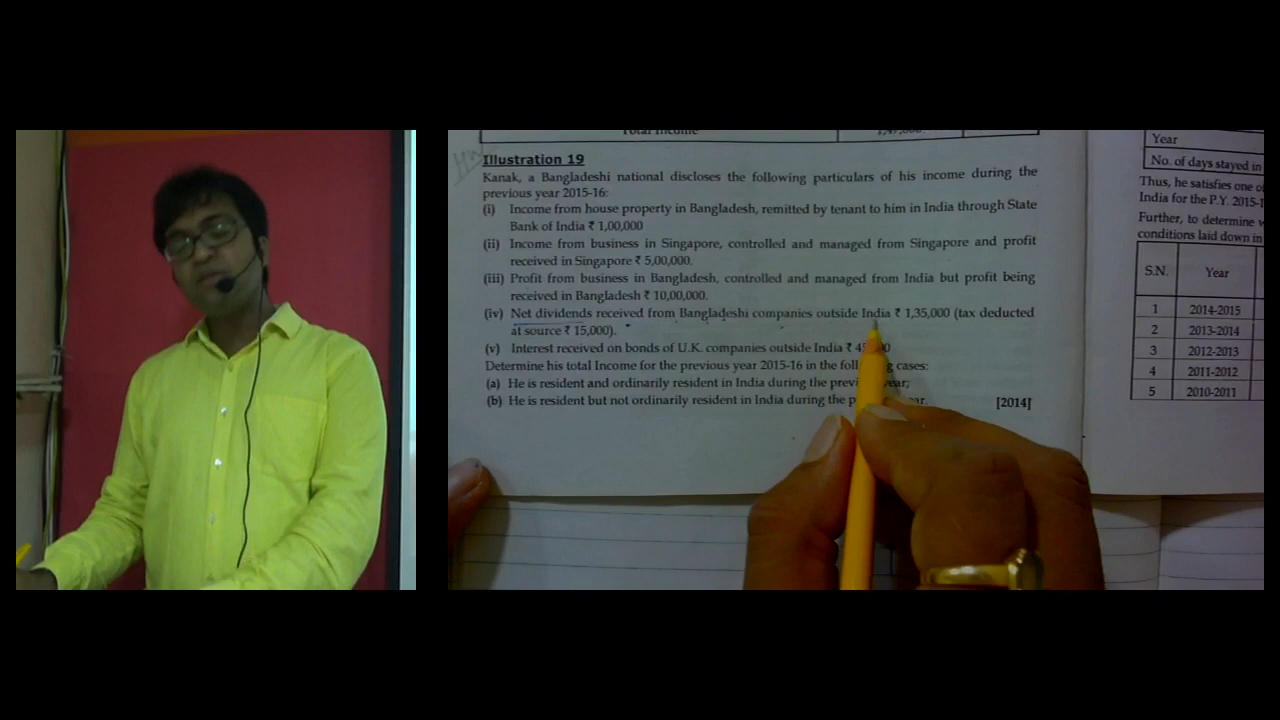 Total Income
Illustration 19
Kanak, a Bangladeshi national discloses the following particulars of his income during the
previous year 2015-16:
(i) Income from house property in Bangladesh, remitted by tenant to him in India through State
Bank of India ₹ 1,00,000
(ii) Income from business in Singapore, controlled and managed from Singapore and profit
received in Singapore ₹ 5,00,000.
(iii) Profit from business in Bangladesh, controlled and managed from India but profit being
received in Bangladesh ₹ 10,00,000.
(iv) Net dividends received from Bangladeshi companies outside India ₹ 1,35,000 (tax deducted
at source ₹ 15,000).
(v) Interest received on bonds of U.K. companies outside India ₹
Determine his total Income for the previous year 2015-16 in the cases:
(a) He is resident and ordinarily resident in India during the year;
(b) He is resident but not ordinarily resident in India during the
[2014]
Year
No. of days stayed in
Thus, he satisfies one
India for the P.Y.
Further, to determine
conditions laid down in
S.N. Year
1 2014-2015
2 2013-2014
3 2012-2013
4 2011-2012
5 2010-2011